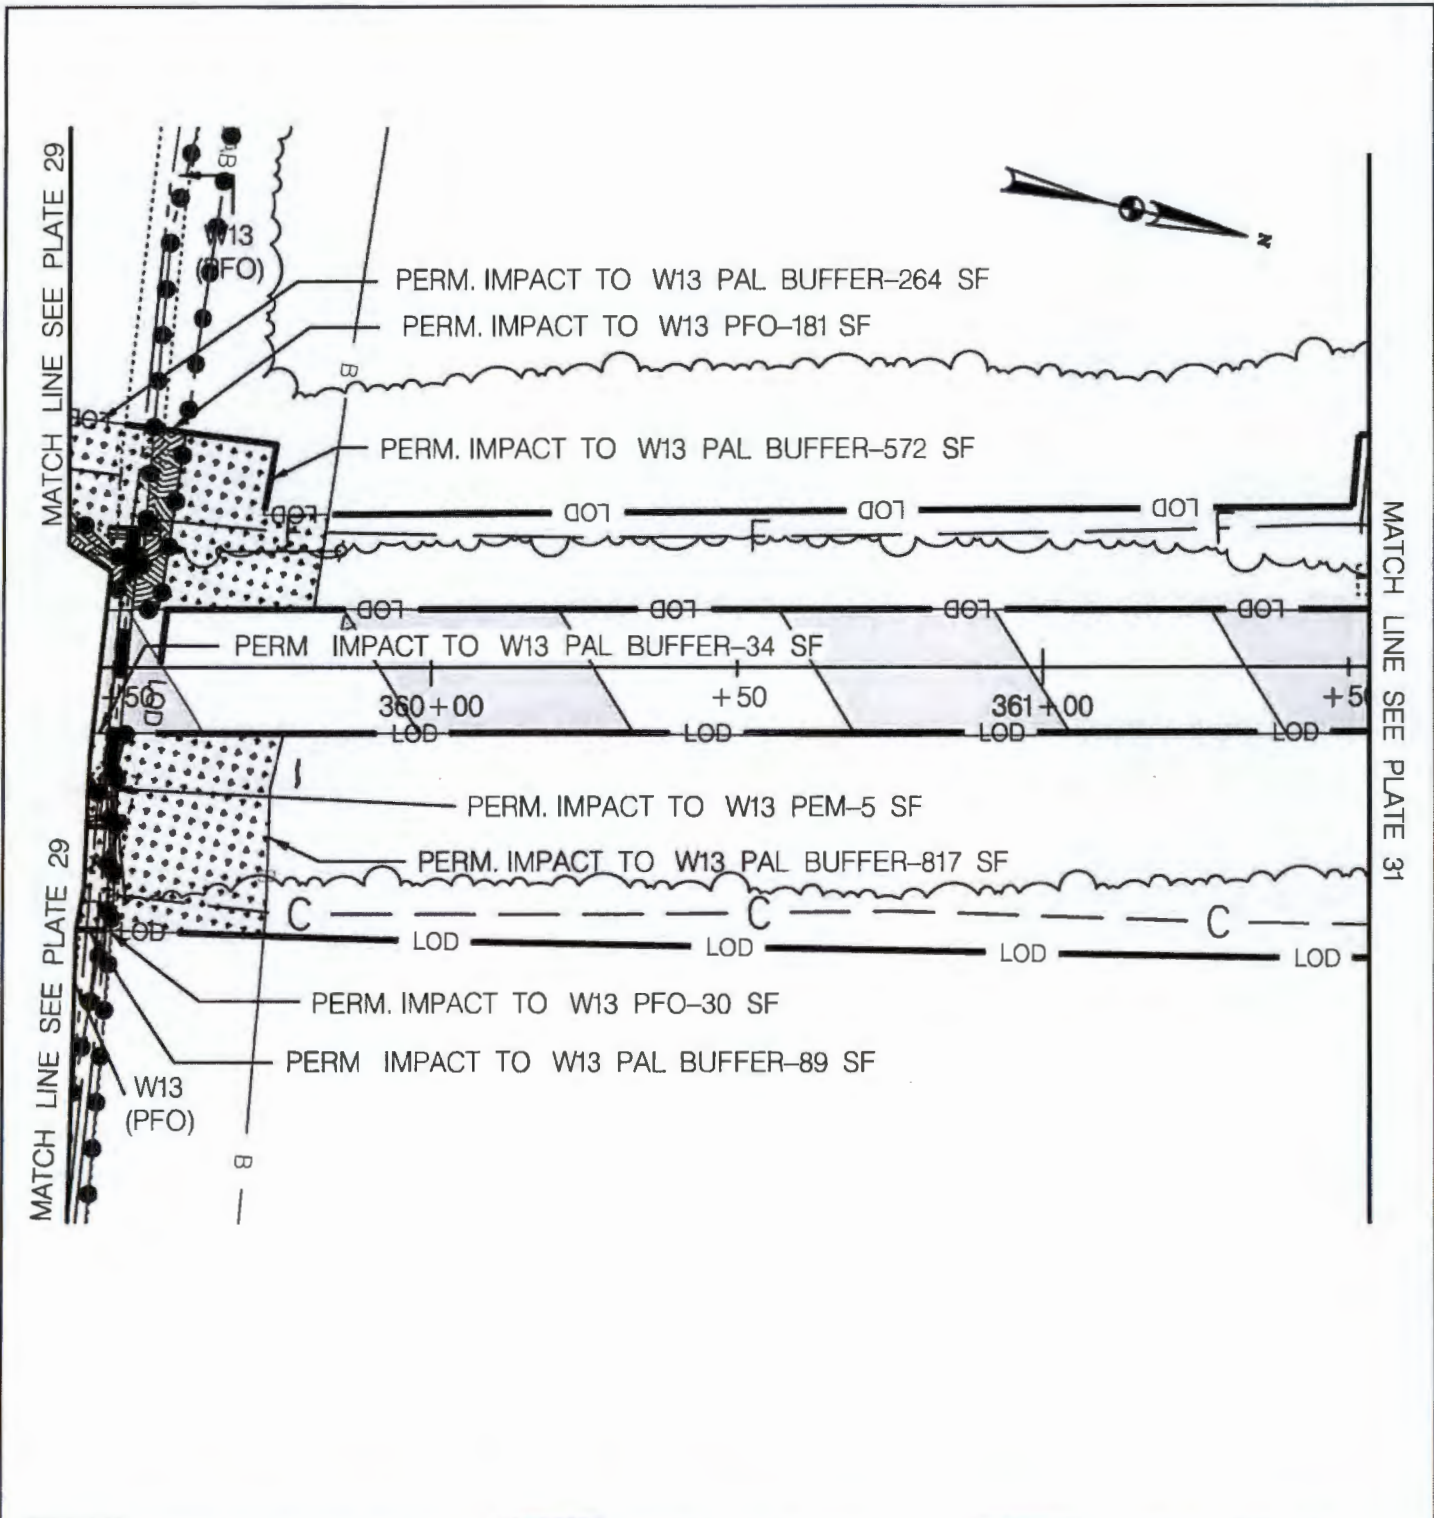 MATCH LINE SEE PLATE 29
W13
(PFO)
N
PERM. IMPACT TO W13 PAL BUFFER-264 SF
PERM. IMPACT TO W13 PFO-181 SF
B
LOD
PERM. IMPACT TO W13 PAL BUFFER-572 SF
LOD
LOD
LOD
LOD
F
F
F
MATCH LINE SEE PLATE 31
LOD
LOD
LOD
LOD
PERM IMPACT TO W13 PAL BUFFER-34 SF
+50
LOD
360+00
+50
361+00
+50
LOD
LOD
LOD
LOD
PERM. IMPACT TO W13 PEM-5 SF
PERM. IMPACT TO W13 PAL BUFFER-817 SF
MATCH LINE SEE PLATE 29
C
C
C
LOD
LOD
LOD
LOD
LOD
PERM. IMPACT TO W13 PFO-30 SF
PERM IMPACT TO W13 PAL BUFFER-89 SF
W13
(PFO)
B